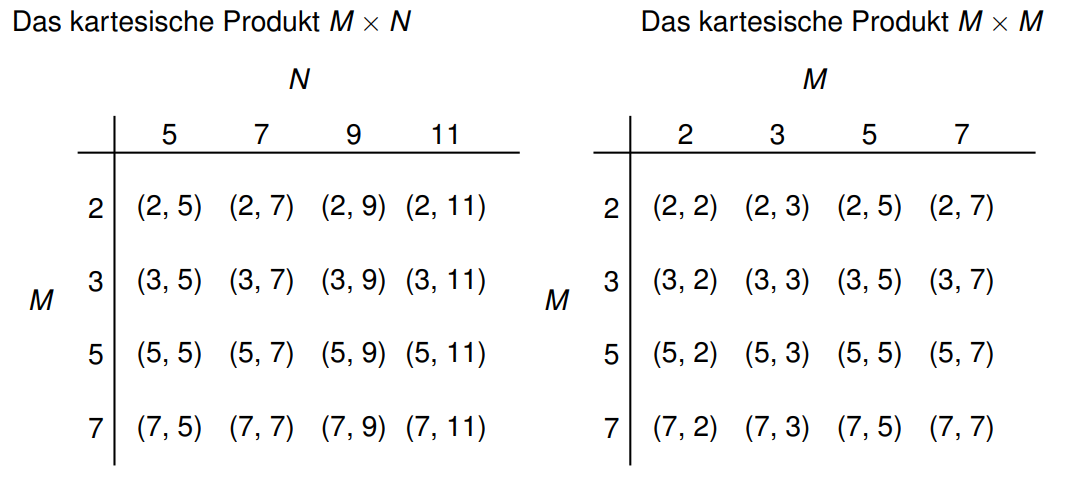 Das kartesische Produkt M × N
N
5 7 9 11
2 (2, 5) (2, 7) (2, 9) (2, 11)
3 (3, 5) (3, 7) (3, 9) (3, 11)
M
5 (5, 5) (5, 7) (5, 9) (5, 11)
7 (7, 5) (7, 7) (7, 9) (7, 11)
Das kartesische Produkt M × M
M
2 3 5 7
2 (2, 2) (2, 3) (2, 5) (2, 7)
3 (3, 2) (3, 3) (3, 5) (3, 7)
M
5 (5, 2) (5, 3) (5, 5) (5, 7)
7 (7, 2) (7, 3) (7, 5) (7, 7)